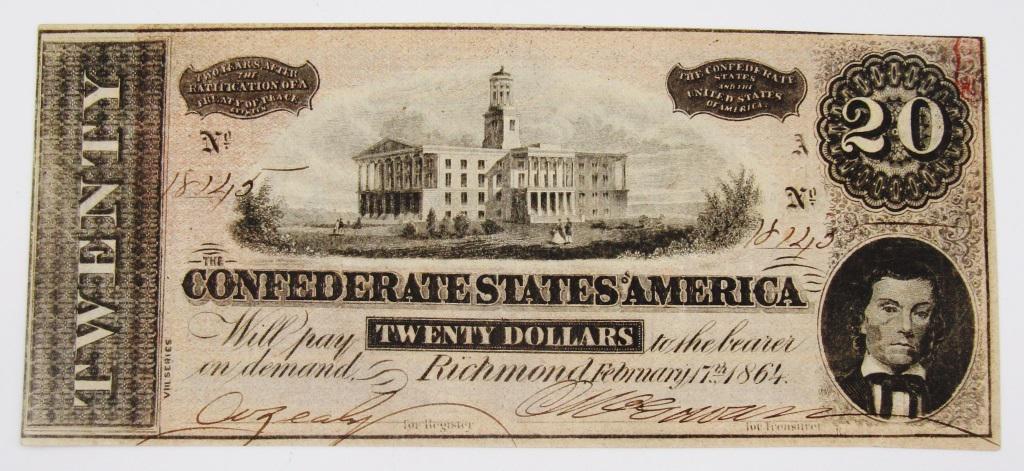 TWENTY
TWO YEARS AFTER
THE
RATIFICATION OF A
TREATY OF PEACE
BETWEEN
THE CONFEDERATE
STATES
AND THE
UNITED STATES
OF AMERICA.
20
Nº
18245
A
Nº
18245
THE
CONFEDERATE STATES OF AMERICA
Will pay TWENTY DOLLARS to the bearer
on demand. Richmond February 17th 1864.
VIII SERIES
for Register
for Treasurer